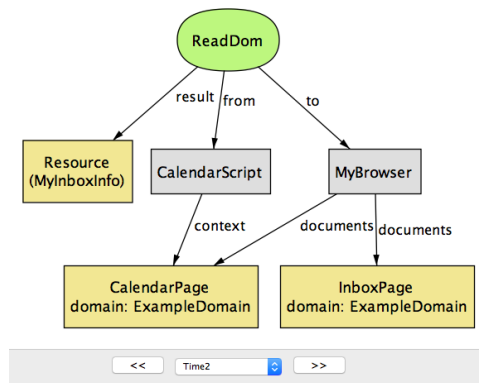 ReadDom
result
from
to
Resource
(MyInboxInfo)
CalendarScript
MyBrowser
context
documents
documents
CalendarPage
domain: ExampleDomain
InboxPage
domain: ExampleDomain
<<
Time2
>>